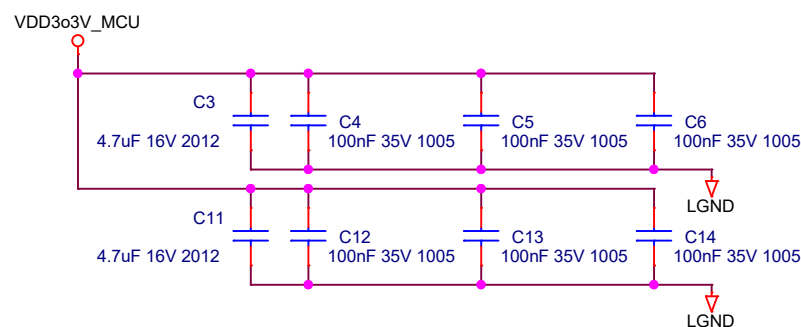 VDD3o3V_MCU
C3
4.7uF 16V 2012
C4
100nF 35V 1005
C5
100nF 35V 1005
C6
100nF 35V 1005
LGND
C11
4.7uF 16V 2012
C12
100nF 35V 1005
C13
100nF 35V 1005
C14
100nF 35V 1005
LGND